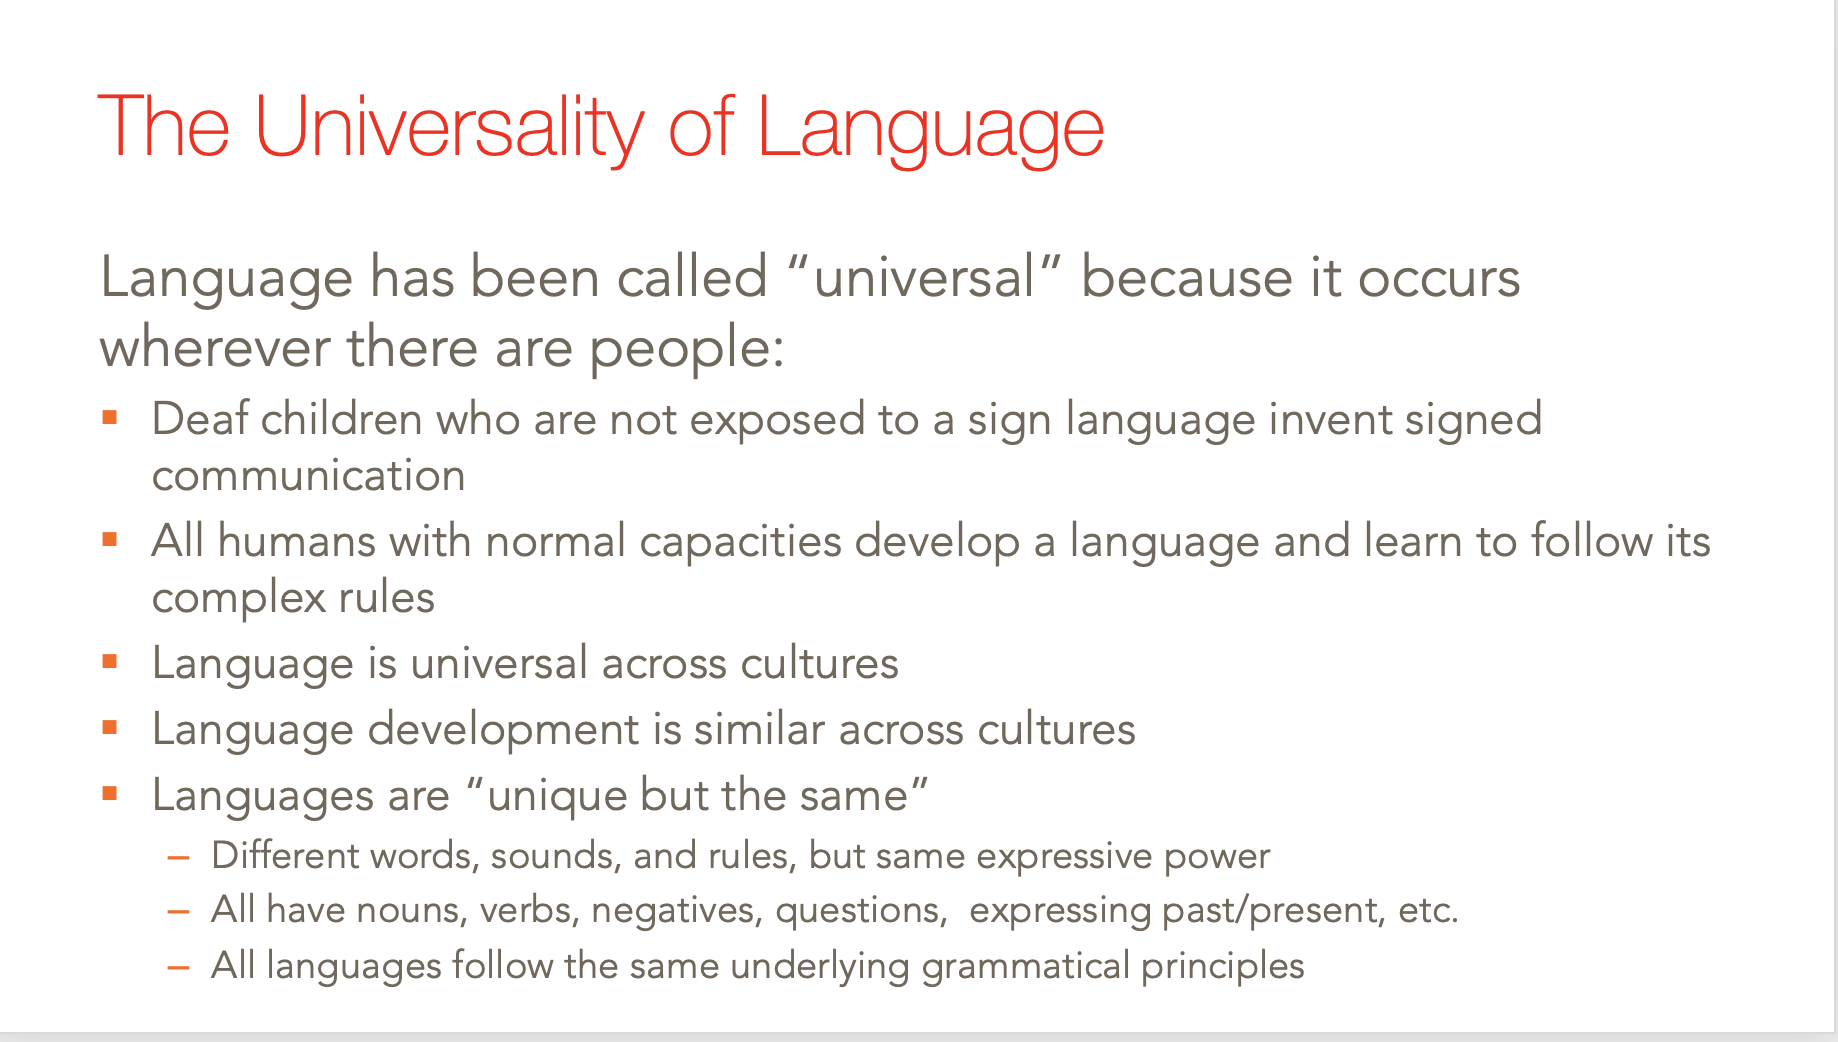 The Universality of Language
Language has been called “universal” because it occurs
wherever there are people:
▪ Deaf children who are not exposed to a sign language invent signed
communication
▪ All humans with normal capacities develop a language and learn to follow its
complex rules
▪ Language is universal across cultures
▪ Language development is similar across cultures
▪ Languages are “unique but the same”
– Different words, sounds, and rules, but same expressive power
– All have nouns, verbs, negatives, questions,  expressing past/present, etc.
– All languages follow the same underlying grammatical principles